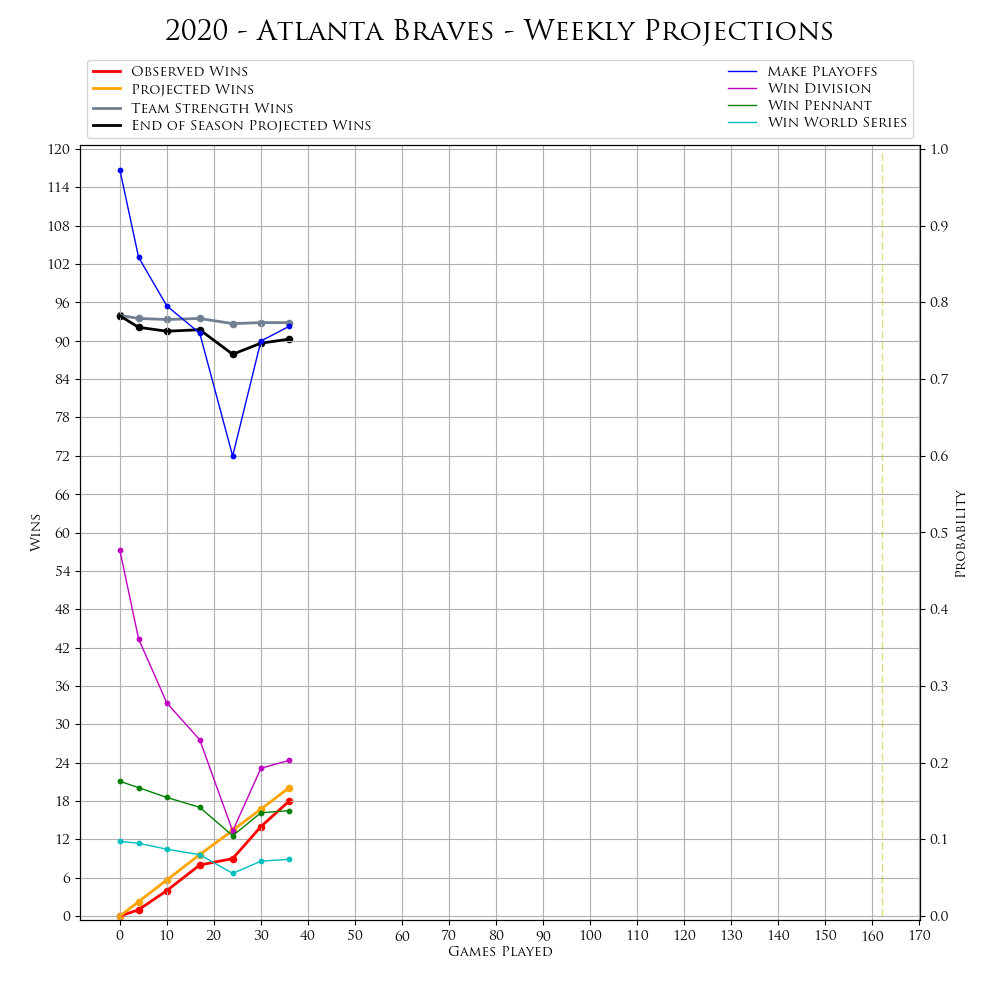 2020 - Atlanta Braves - Weekly Projections
Observed Wins
Projected Wins
Team Strength Wins
End of Season Projected Wins
Make Playoffs
Win Division
Win Pennant
Win World Series
120
114
108
102
96
90
84
78
72
66
60
54
48
42
36
30
24
18
12
6
0
Wins
1.0
0.9
0.8
0.7
0.6
0.5
0.4
0.3
0.2
0.1
0.0
Probability
0 10 20 30 40 50 60 70 80 90 100 110 120 130 140 150 160 170
Games Played